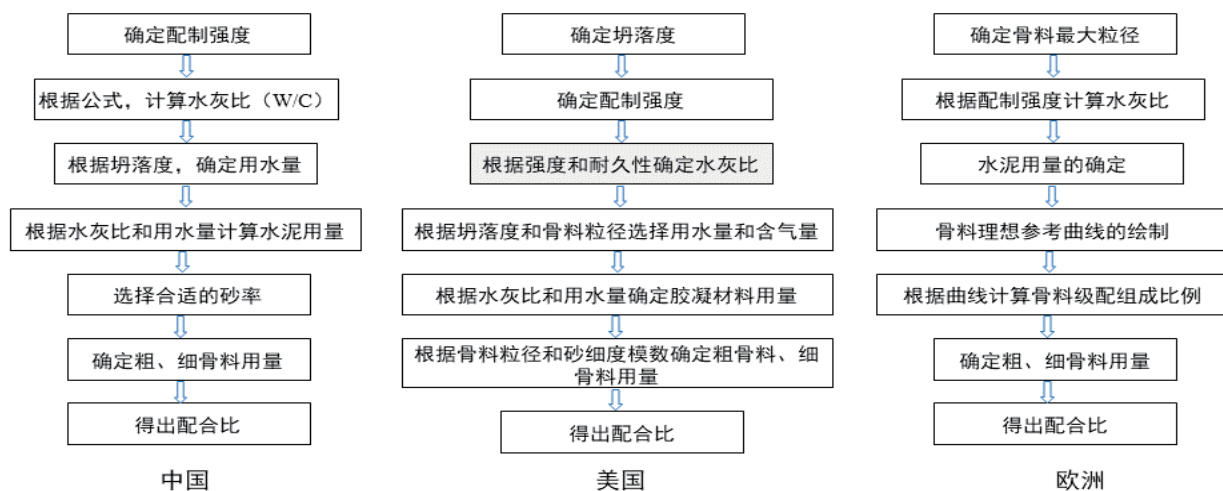 确定配制强度
根据公式，计算水灰比（W/C）
根据坍落度，确定用水量
根据水灰比和用水量计算水泥用量
选择合适的砂率
确定粗、细骨料用量
得出配合比
中国
确定坍落度
确定配制强度
根据强度和耐久性确定水灰比
根据坍落度和骨料粒径选择用水量和含气量
根据水灰比和用水量确定胶凝材料用量
根据骨料粒径和砂细度模数确定粗骨料、细
骨料用量
得出配合比
美国
确定骨料最大粒径
根据配制强度计算水灰比
水泥用量的确定
骨料理想参考曲线的绘制
根据曲线计算骨料级配组成比例
确定粗、细骨料用量
得出配合比
欧洲